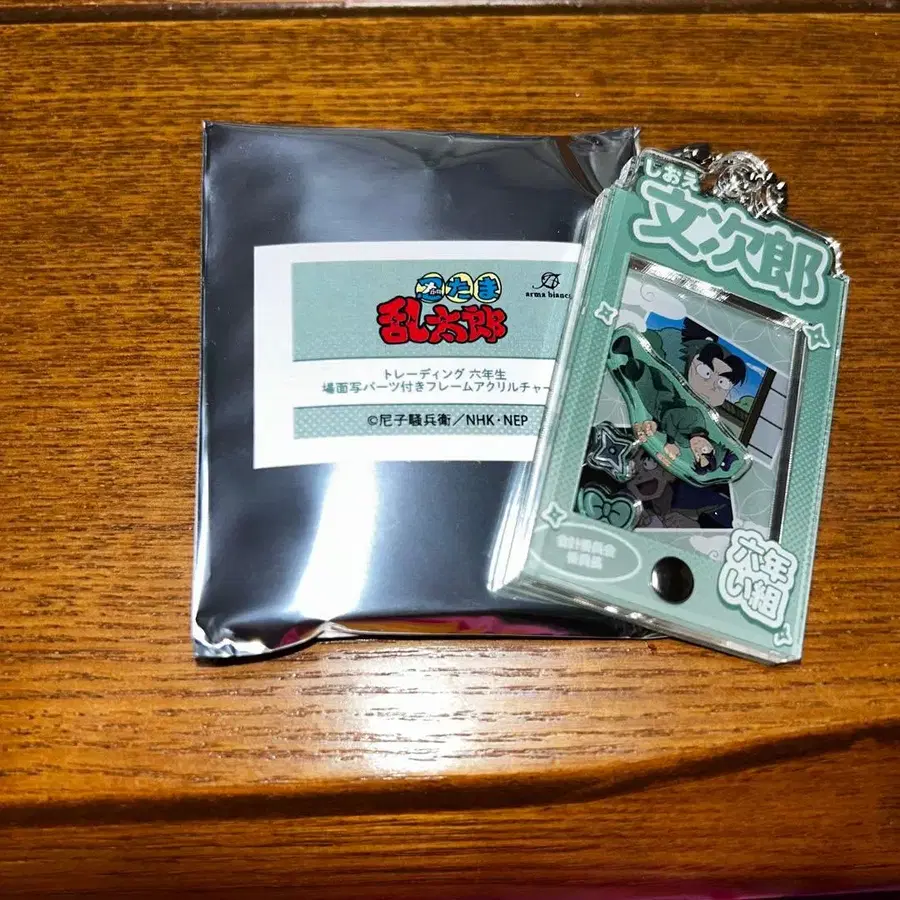 忍たま
乱太郎
arma bianca
トレーディング 六年生
場面写パーツ付きフレームアクリルチャー
©尼子騒兵衛／NHK・NEP
しおえ
文次郎
会計委員会
委員長
六年
い組